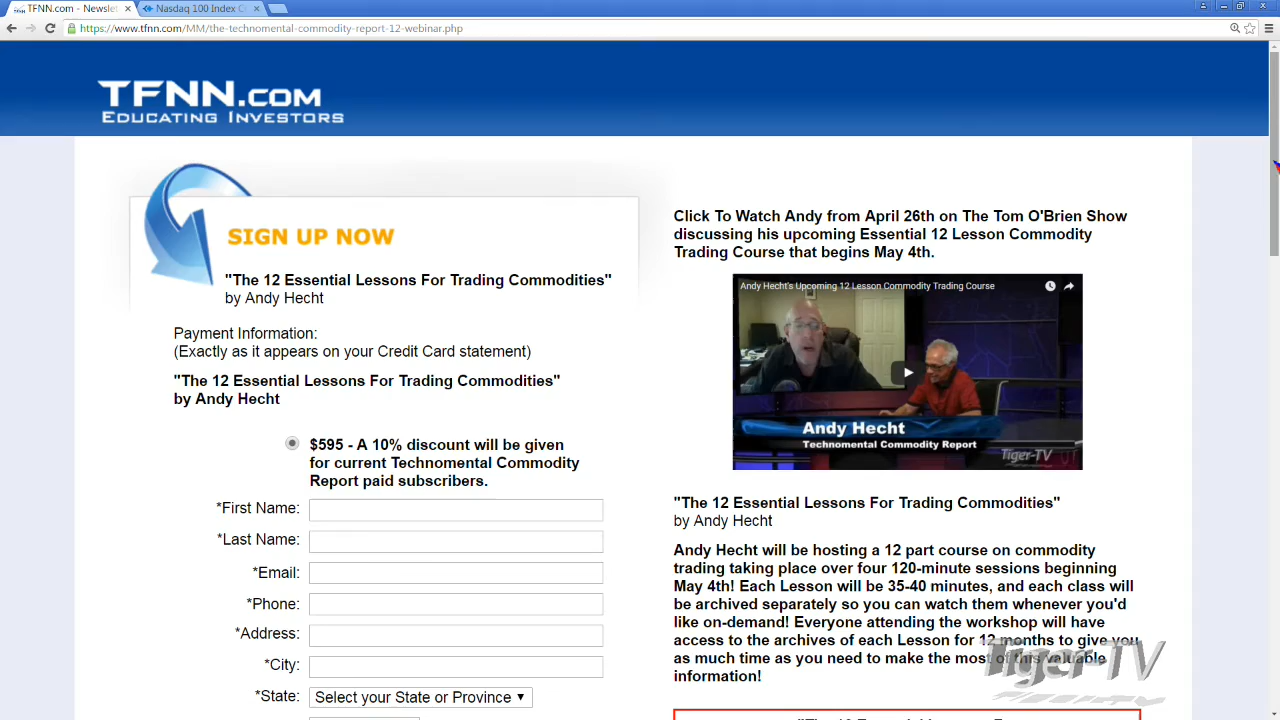 TFNN.com - Newslet
Nasdaq 100 Index C
https://www.tfnn.com/MM/the-technomental-commodity-report-12-webinar.php
TFNN.COM
EDUCATING INVESTORS
SIGN UP NOW
"The 12 Essential Lessons For Trading Commodities"
by Andy Hecht
Payment Information:
(Exactly as it appears on your Credit Card statement)
"The 12 Essential Lessons For Trading Commodities"
by Andy Hecht
$595 - A 10% discount will be given
for current Technomental Commodity
Report paid subscribers.
*First Name:
*Last Name:
*Email:
*Phone:
*Address:
*City:
*State:
Select your State or Province
Click To Watch Andy from April 26th on The Tom O'Brien Show
discussing his upcoming Essential 12 Lesson Commodity
Trading Course that begins May 4th.
Andy Hecht's Upcoming 12 Lesson Commodity Trading Course
Andy Hecht
Technomental Commodity Report
Tiger-TV
"The 12 Essential Lessons For Trading Commodities"
by Andy Hecht
Andy Hecht will be hosting a 12 part course on commodity
trading taking place over four 120-minute sessions beginning
May 4th! Each Lesson will be 35-40 minutes, and each class will
be archived separately so you can watch them whenever you'd
like on-demand! Everyone attending the workshop will have
access to the archives of each Lesson for 12 months to give you
as much time as you need to make the most of this valuable
information!
Tiger-TV